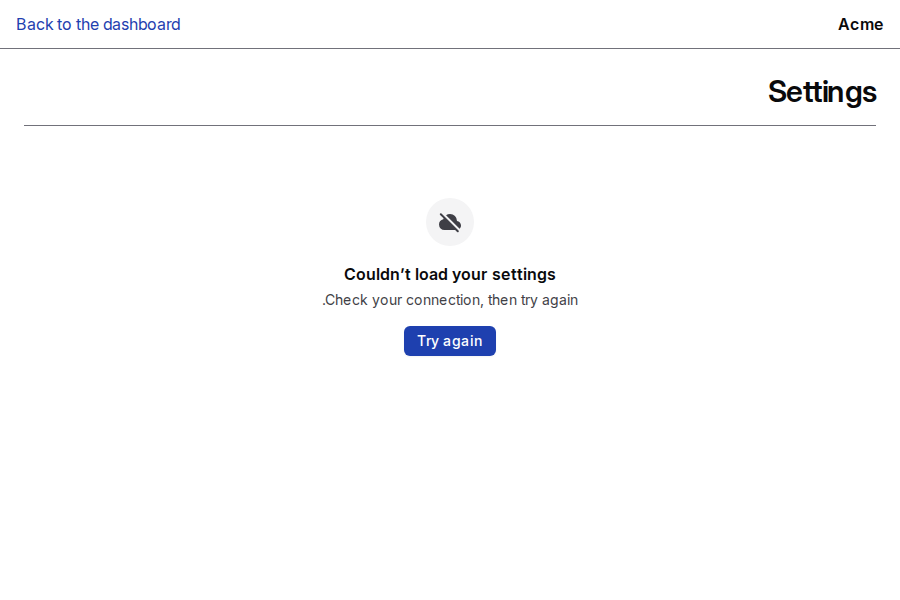 Acme
Back to the dashboard
Settings
Couldn’t load your settings
.Check your connection, then try again
Try again